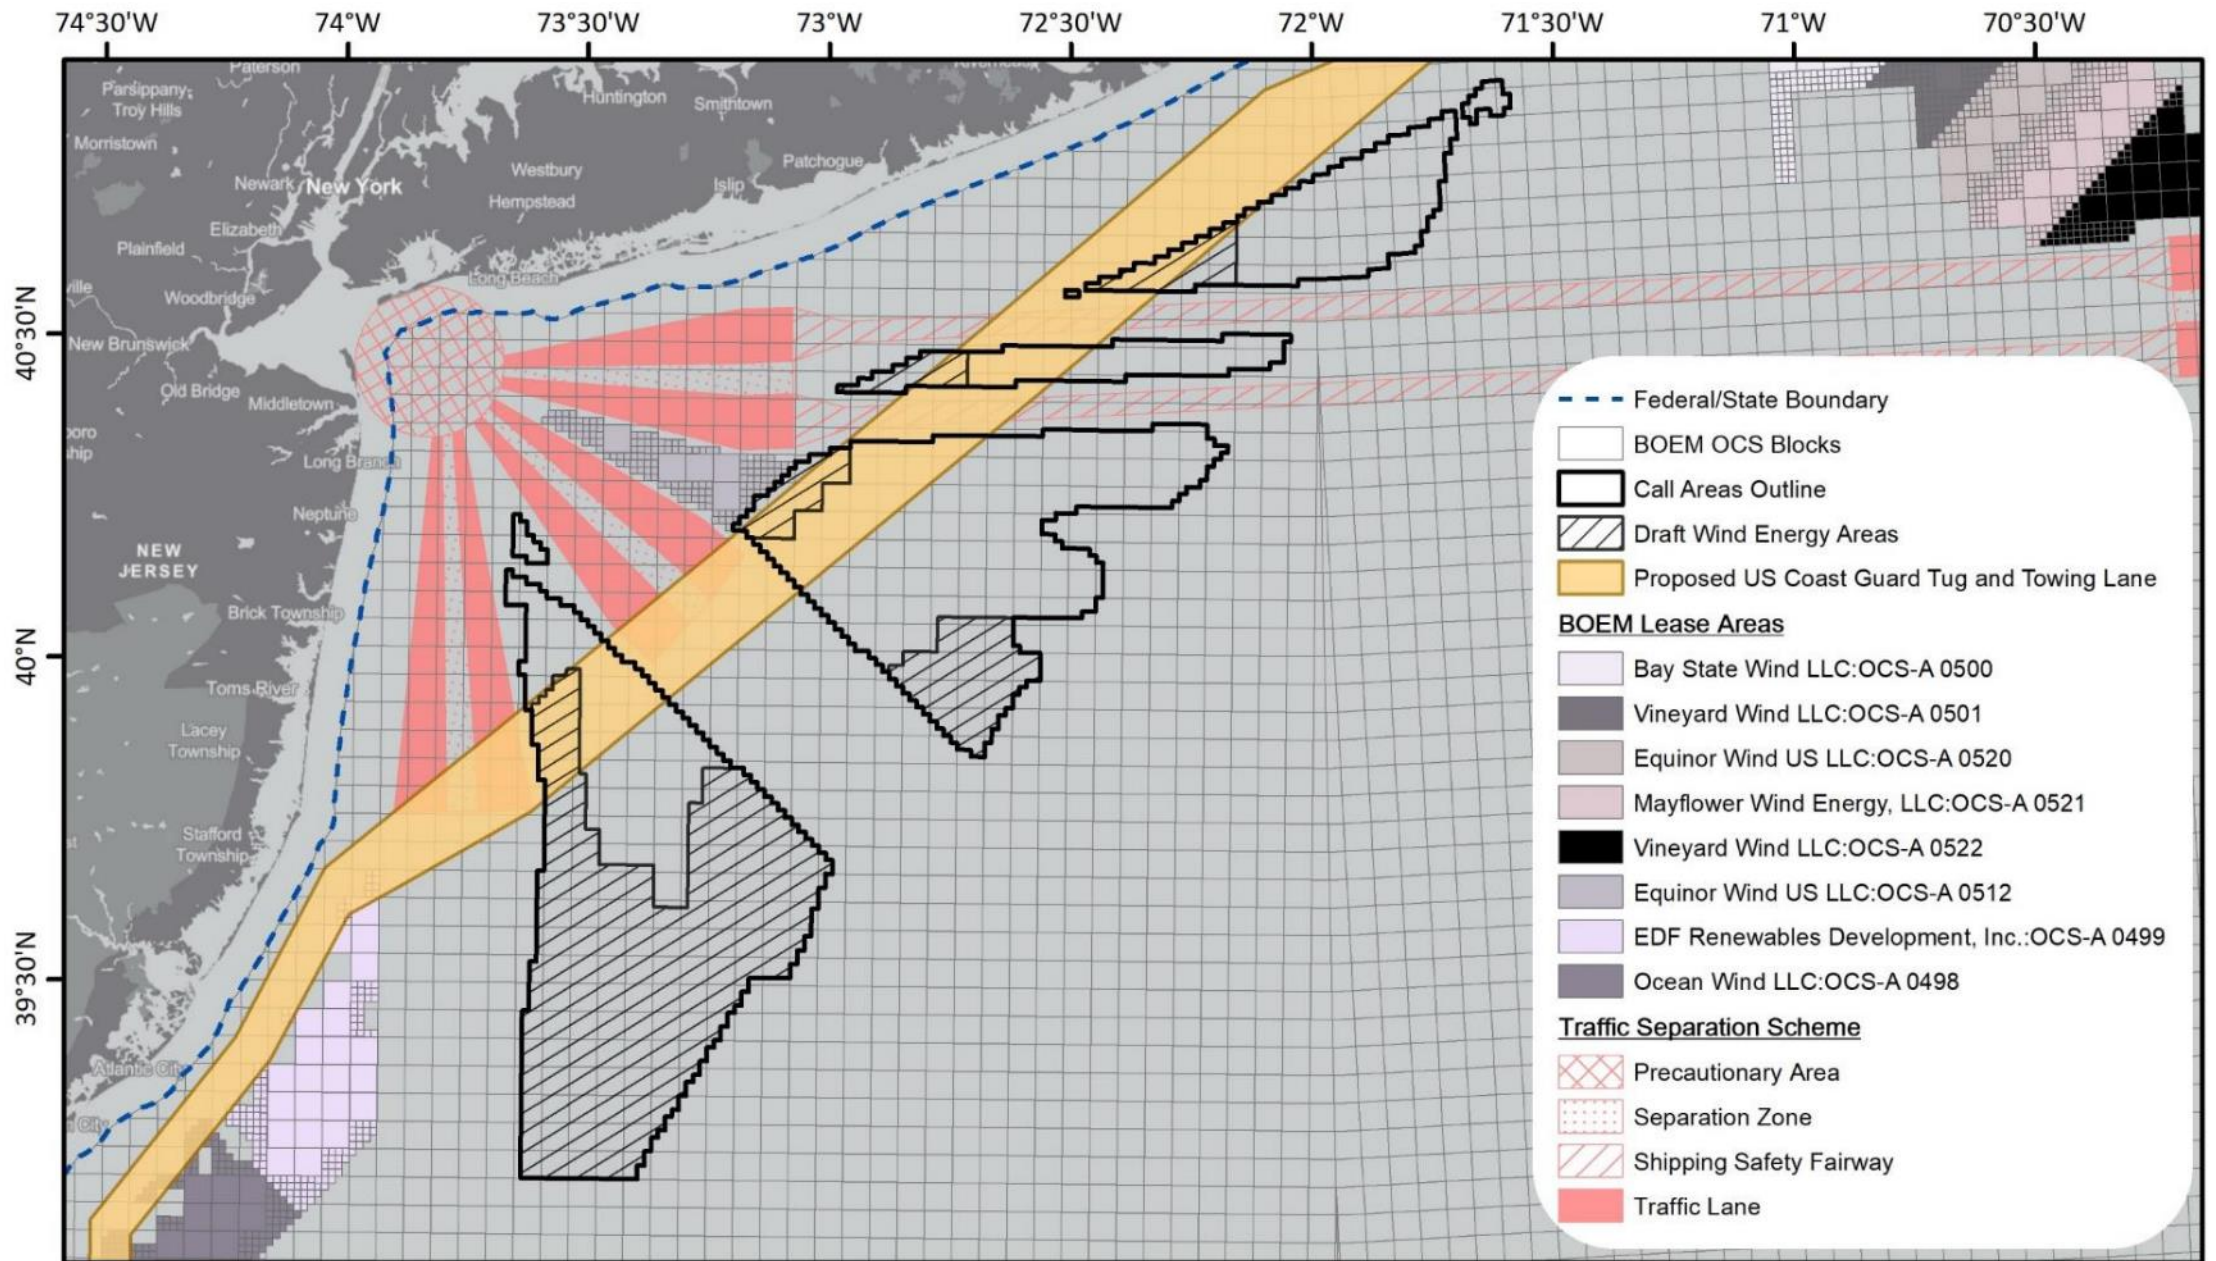 74°30'W 74°0'W 73°30'W 73°0'W 72°30'W 72°0'W 71°30'W 71°0'W 70°30'W
Paterson
Parsippany-
Troy Hills
Huntington
Smithtown
Morristown
Patchogue
Westbury
Newark
New York
Islip
Hempstead
Elizabeth
Plainfield
Long Beach
Woodbridge
40°30'N
New Brunswick
Old Bridge
Middletown
Long Branch
Neptune
NEW
JERSEY
Brick Township
40°0'N
Toms River
Lacey
Township
Stafford
Township
39°30'N
Atlantic City
City
Federal/State Boundary
BOEM OCS Blocks
Call Areas Outline
Draft Wind Energy Areas
Proposed US Coast Guard Tug and Towing Lane
BOEM Lease Areas
Bay State Wind LLC:OCS-A 0500
Vineyard Wind LLC:OCS-A 0501
Equinor Wind US LLC:OCS-A 0520
Mayflower Wind Energy, LLC:OCS-A 0521
Vineyard Wind LLC:OCS-A 0522
Equinor Wind US LLC:OCS-A 0512
EDF Renewables Development, Inc.:OCS-A 0499
Ocean Wind LLC:OCS-A 0498
Traffic Separation Scheme
Precautionary Area
Separation Zone
Shipping Safety Fairway
Traffic Lane